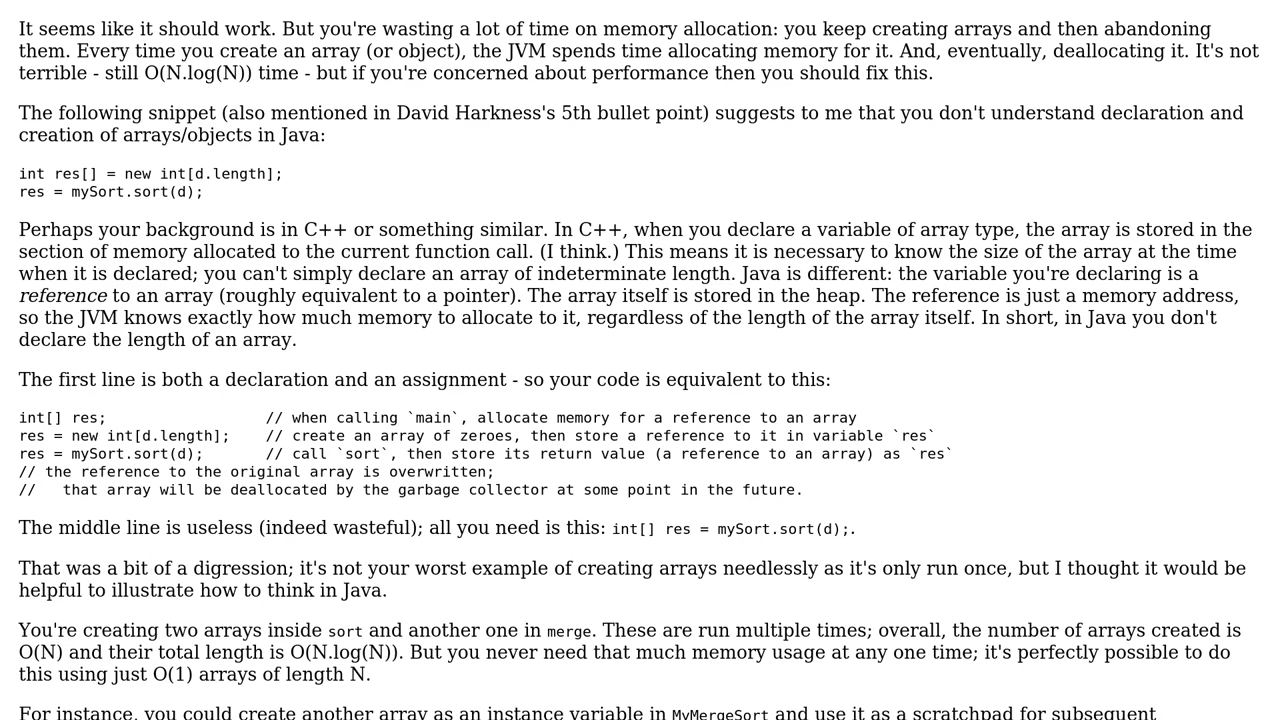 It seems like it should work. But you're wasting a lot of time on memory allocation: you keep creating arrays and then abandoning
them. Every time you create an array (or object), the JVM spends time allocating memory for it. And, eventually, deallocating it. It's not
terrible - still O(N.log(N)) time - but if you're concerned about performance then you should fix this.
The following snippet (also mentioned in David Harkness's 5th bullet point) suggests to me that you don't understand declaration and
creation of arrays/objects in Java:
int res[] = new int[d.length];
res = mySort.sort(d);
Perhaps your background is in C++ or something similar. In C++, when you declare a variable of array type, the array is stored in the
section of memory allocated to the current function call. (I think.) This means it is necessary to know the size of the array at the time
when it is declared; you can't simply declare an array of indeterminate length. Java is different: the variable you're declaring is a
reference to an array (roughly equivalent to a pointer). The array itself is stored in the heap. The reference is just a memory address,
so the JVM knows exactly how much memory to allocate to it, regardless of the length of the array itself. In short, in Java you don't
declare the length of an array.
The first line is both a declaration and an assignment - so your code is equivalent to this:
int[] res;                  // when calling `main`, allocate memory for a reference to an array
res = new int[d.length];    // create an array of zeroes, then store a reference to it in variable `res`
res = mySort.sort(d);       // call `sort`, then store its return value (a reference to an array) as `res`
// the reference to the original array is overwritten;
//   that array will be deallocated by the garbage collector at some point in the future.
The middle line is useless (indeed wasteful); all you need is this: int[] res = mySort.sort(d);.
That was a bit of a digression; it's not your worst example of creating arrays needlessly as it's only run once, but I thought it would be
helpful to illustrate how to think in Java.
You're creating two arrays inside sort and another one in merge. These are run multiple times; overall, the number of arrays created is
O(N) and their total length is O(N.log(N)). But you never need that much memory usage at any one time; it's perfectly possible to do
this using just O(1) arrays of length N.
For instance, you could create another array as an instance variable in MyMergeSort and use it as a scratchpad for subsequent